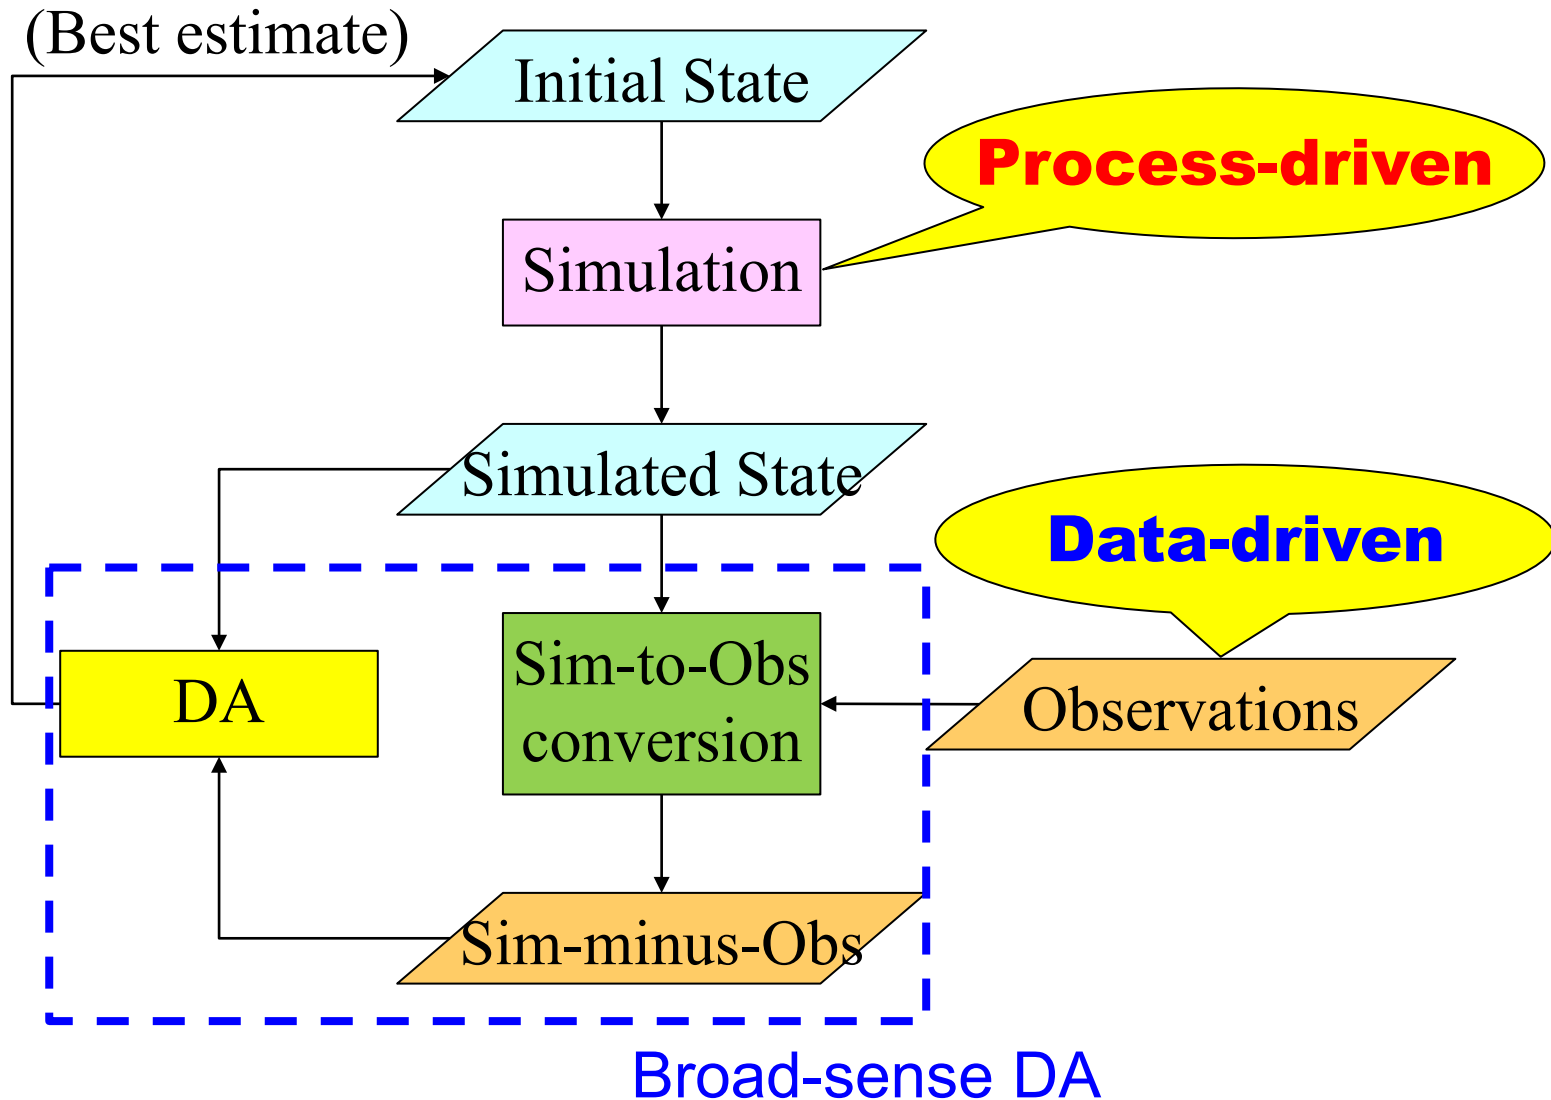 (Best estimate)
Initial State
Process-driven
Simulation
Simulated State
Data-driven
Sim-to-Obs
conversion
DA
Observations
Sim-minus-Obs
Broad-sense DA